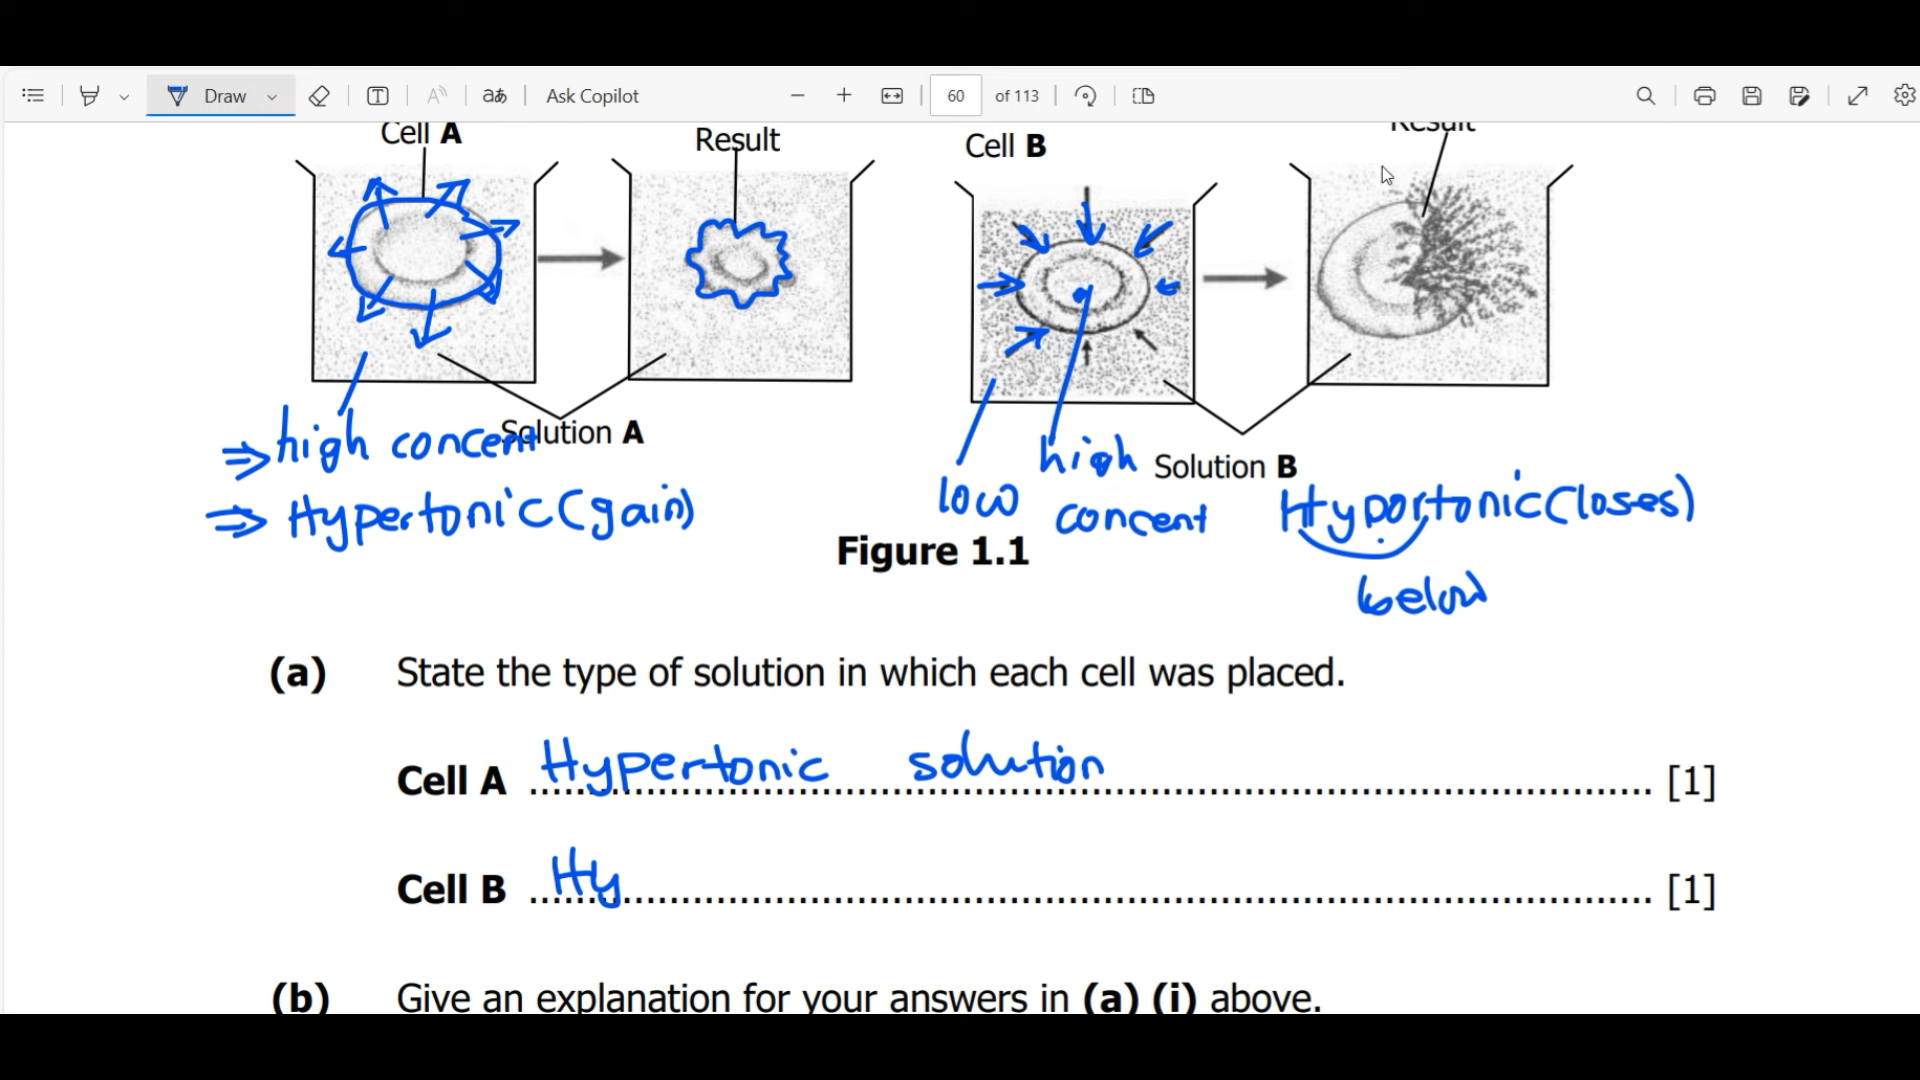 Draw
Ask Copilot
60 of 113
Cell A
Result
Cell B
Result
Solution A
⇒ high concent
⇒ Hypertonic (gain)
Solution B
low
high
concent
Hypotonic (loses)
below
Figure 1.1
(a) State the type of solution in which each cell was placed.
Cell A Hypertonic solution [1]
Cell B Hy [1]
(b) Give an explanation for your answers in (a) (i) above.